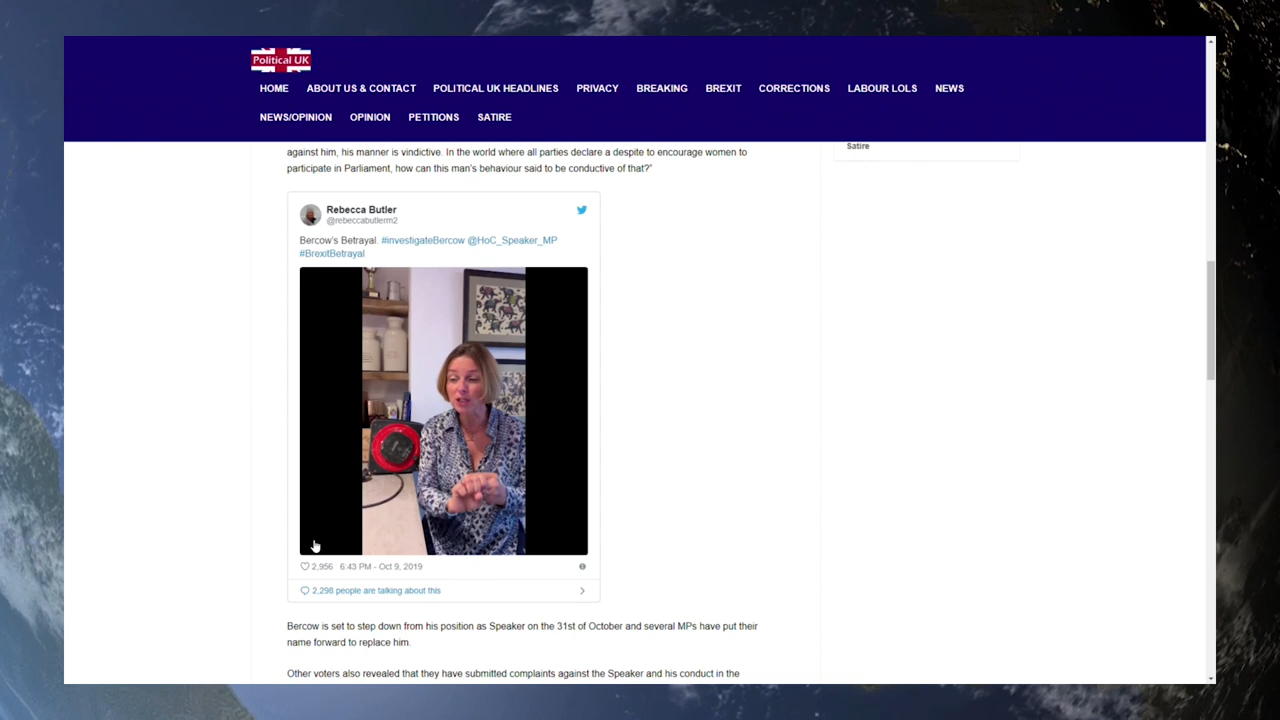 Political UK
HOME ABOUT US & CONTACT POLITICAL UK HEADLINES PRIVACY BREAKING BREXIT CORRECTIONS LABOUR LOLS NEWS
NEWS/OPINION OPINION PETITIONS SATIRE
against him, his manner is vindictive. In the world where all parties declare a despite to encourage women to
participate in Parliament, how can this man's behaviour said to be conductive of that?"
Satire
Rebecca Butler
@rebeccabutlerm2
Bercow's Betrayal. #investigateBercow @HoC_Speaker_MP
#BrexitBetrayal
2,956 6:43 PM - Oct 9, 2019
2,298 people are talking about this
Bercow is set to step down from his position as Speaker on the 31st of October and several MPs have put their
name forward to replace him.
Other voters also revealed that they have submitted complaints against the Speaker and his conduct in the